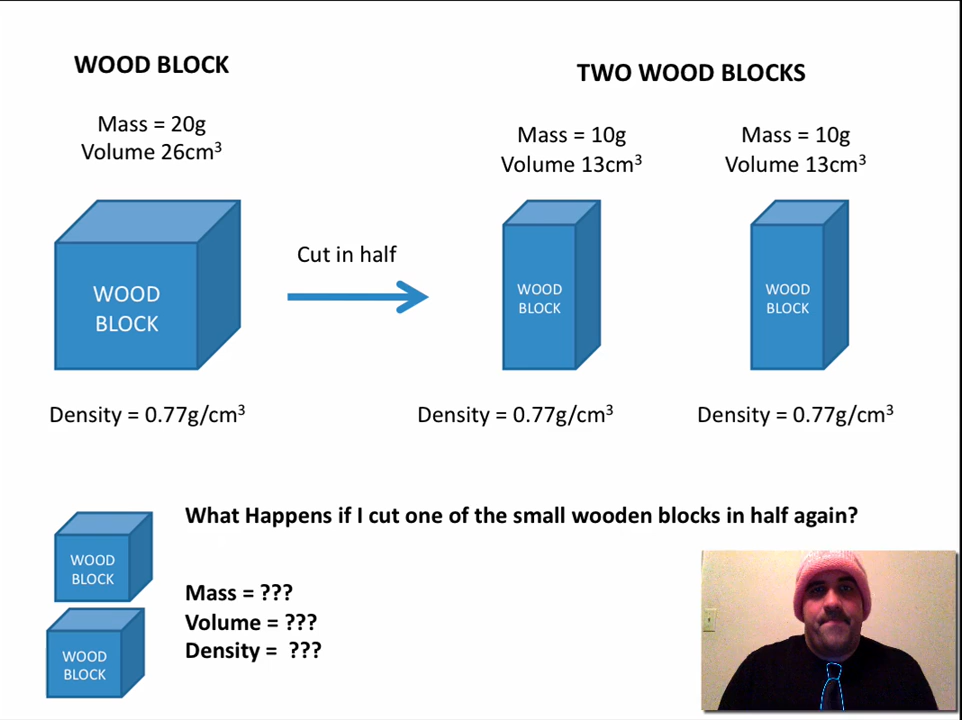 WOOD BLOCK
Mass = 20g
Volume 26cm³
WOOD
BLOCK
Density = 0.77g/cm³
Cut in half
TWO WOOD BLOCKS
Mass = 10g
Volume 13cm³
WOOD
BLOCK
Density = 0.77g/cm³
Mass = 10g
Volume 13cm³
WOOD
BLOCK
Density = 0.77g/cm³
What Happens if I cut one of the small wooden blocks in half again?
WOOD
BLOCK
WOOD
BLOCK
Mass = ???
Volume = ???
Density =  ???